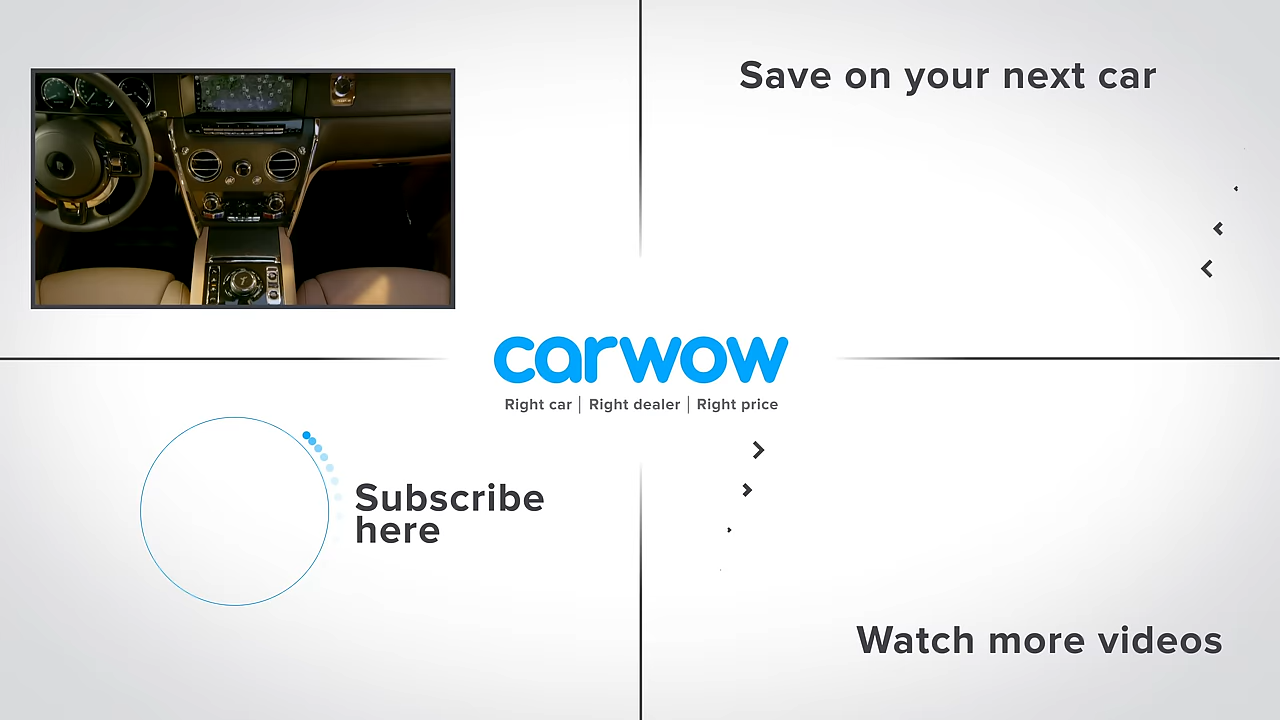 Save on your next car
carwow
Right car | Right dealer | Right price
Subscribe
here
Watch more videos